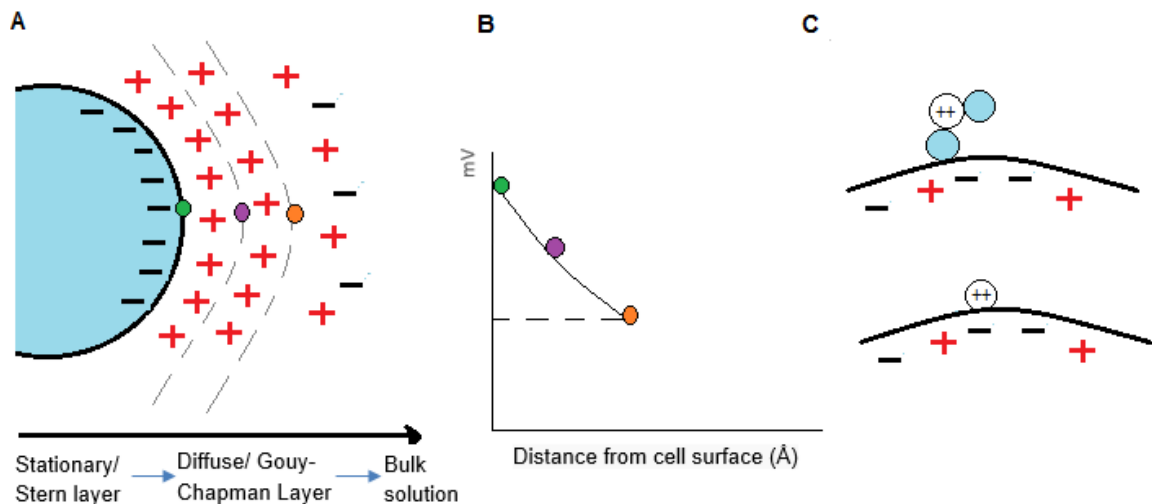 A
Stationary/
Stern layer
Diffuse/ Gouy-
Chapman Layer
Bulk
solution
B
mV
Distance from cell surface (Å)
C
++
++